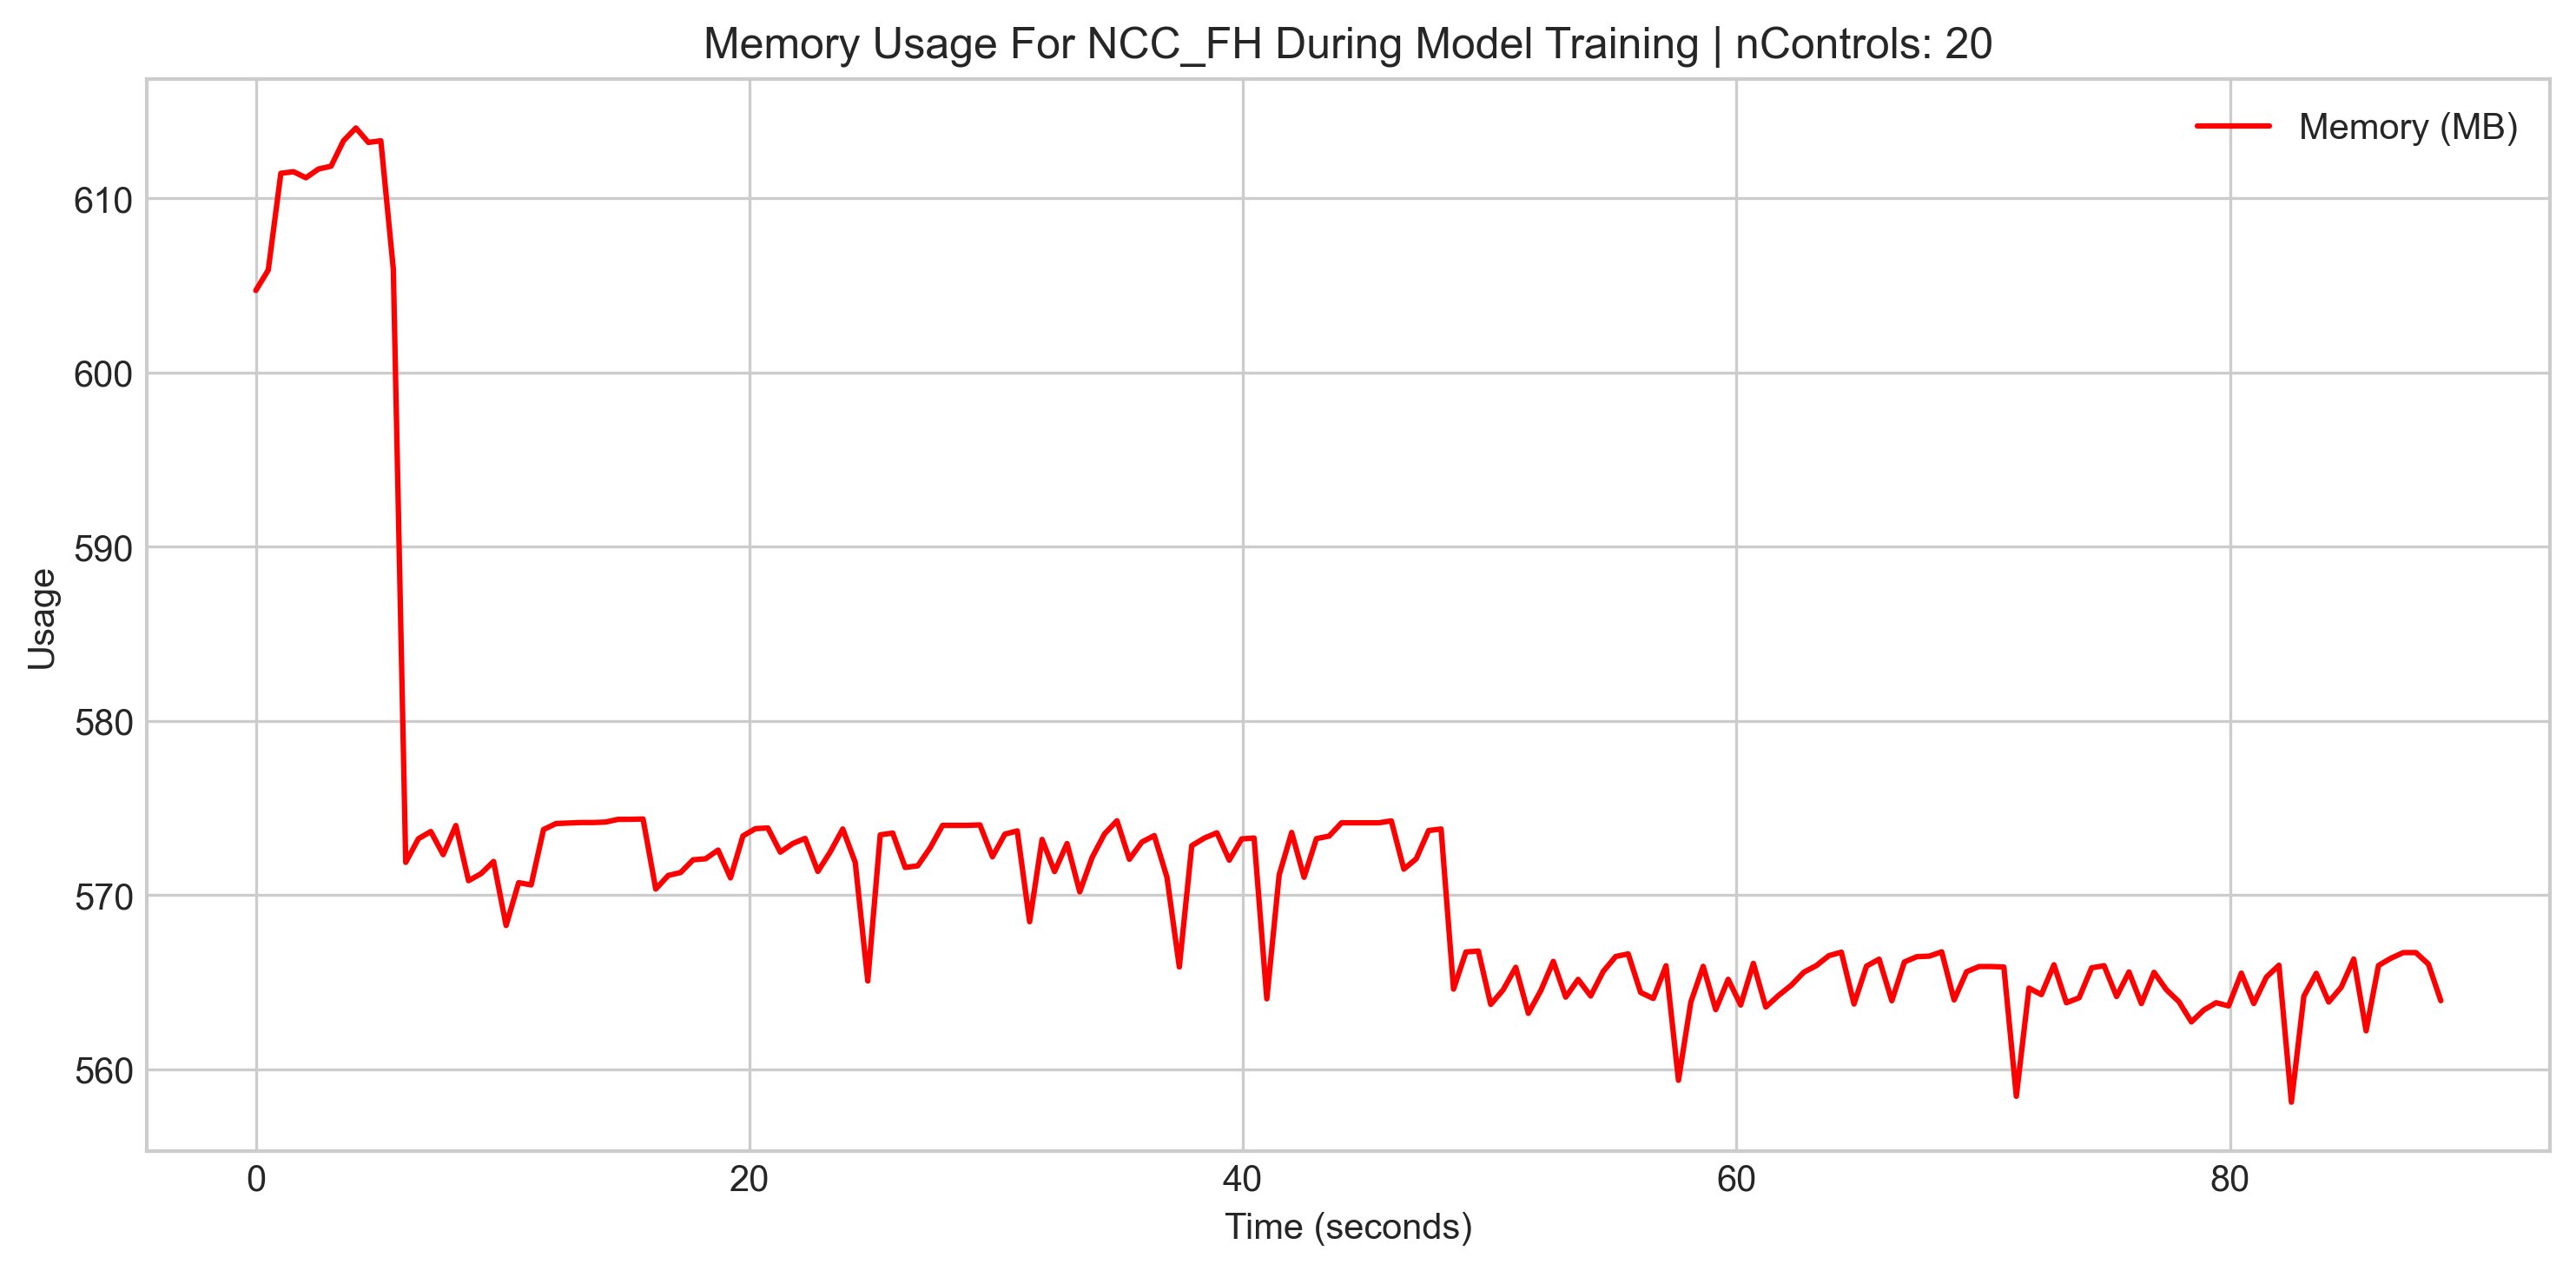 Memory Usage For NCC_FH During Model Training | nControls: 20
Memory (MB)
610
600
590
580
570
560
Usage
0 20 40 60 80
Time (seconds)